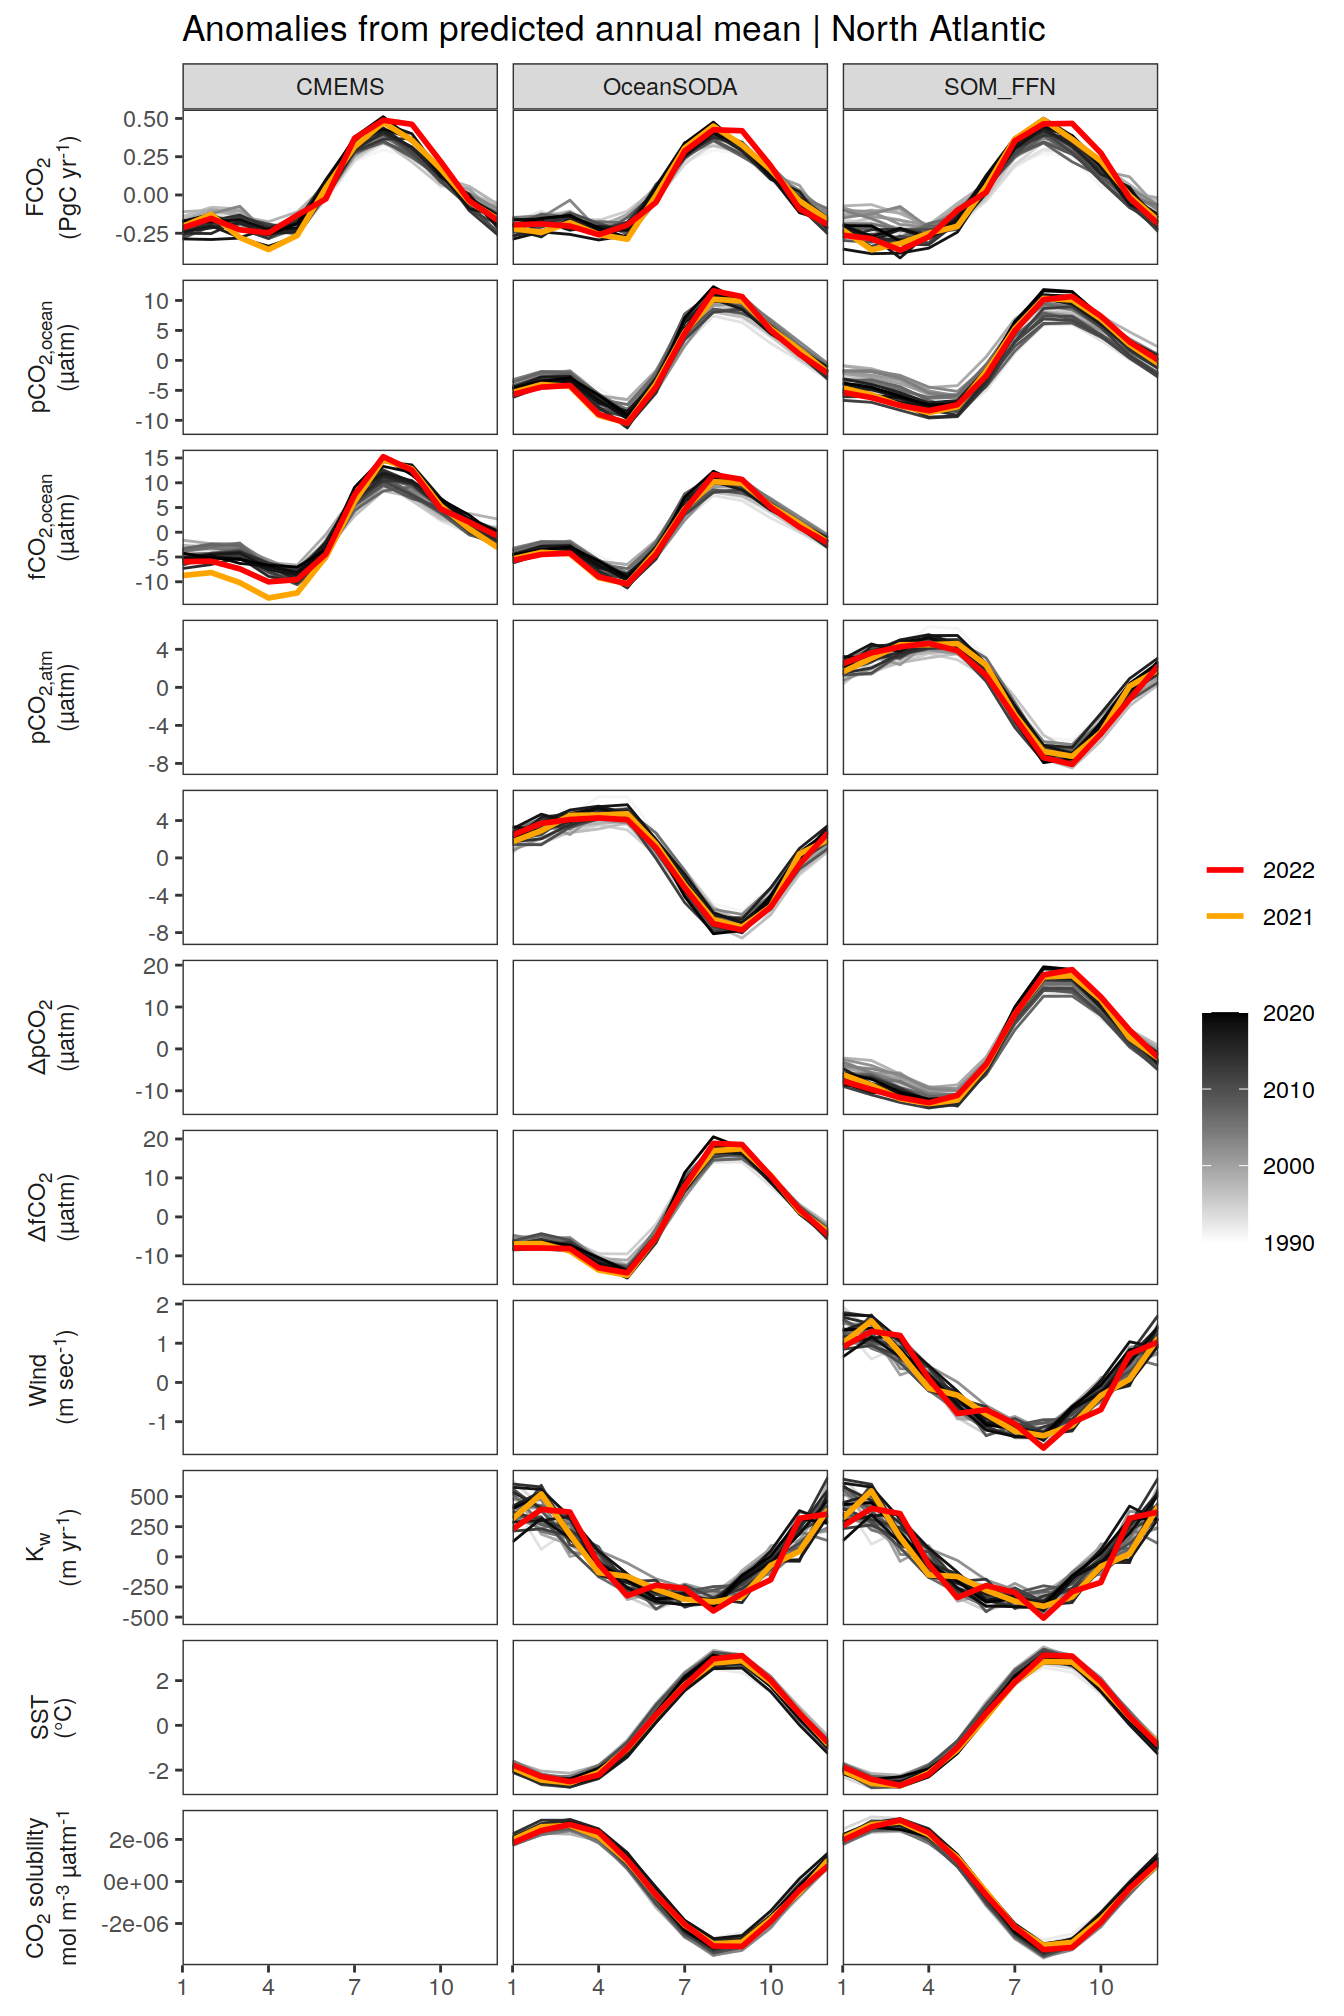 Anomalies from predicted annual mean | North Atlantic
CMEMS OceanSODA SOM_FFN
FCO2
(PgC yr-1)
0.50
0.25
0.00
-0.25
pCO2,ocean
(µatm)
10
5
0
-5
-10
fCO2,ocean
(µatm)
15
10
5
0
-5
-10
pCO2,atm
(µatm)
4
0
-4
-8
4
0
-4
-8
ΔpCO2
(µatm)
20
10
0
-10
ΔfCO2
(µatm)
20
10
0
-10
Wind
(m sec-1)
2
1
0
-1
Kw
(m yr-1)
500
250
0
-250
-500
SST
(°C)
2
0
-2
CO2 solubility
mol m-3 µatm-1
2e-06
0e+00
-2e-06
1 4 7 10 1 4 7 10 1 4 7 10
2022
2021
2020
2010
2000
1990